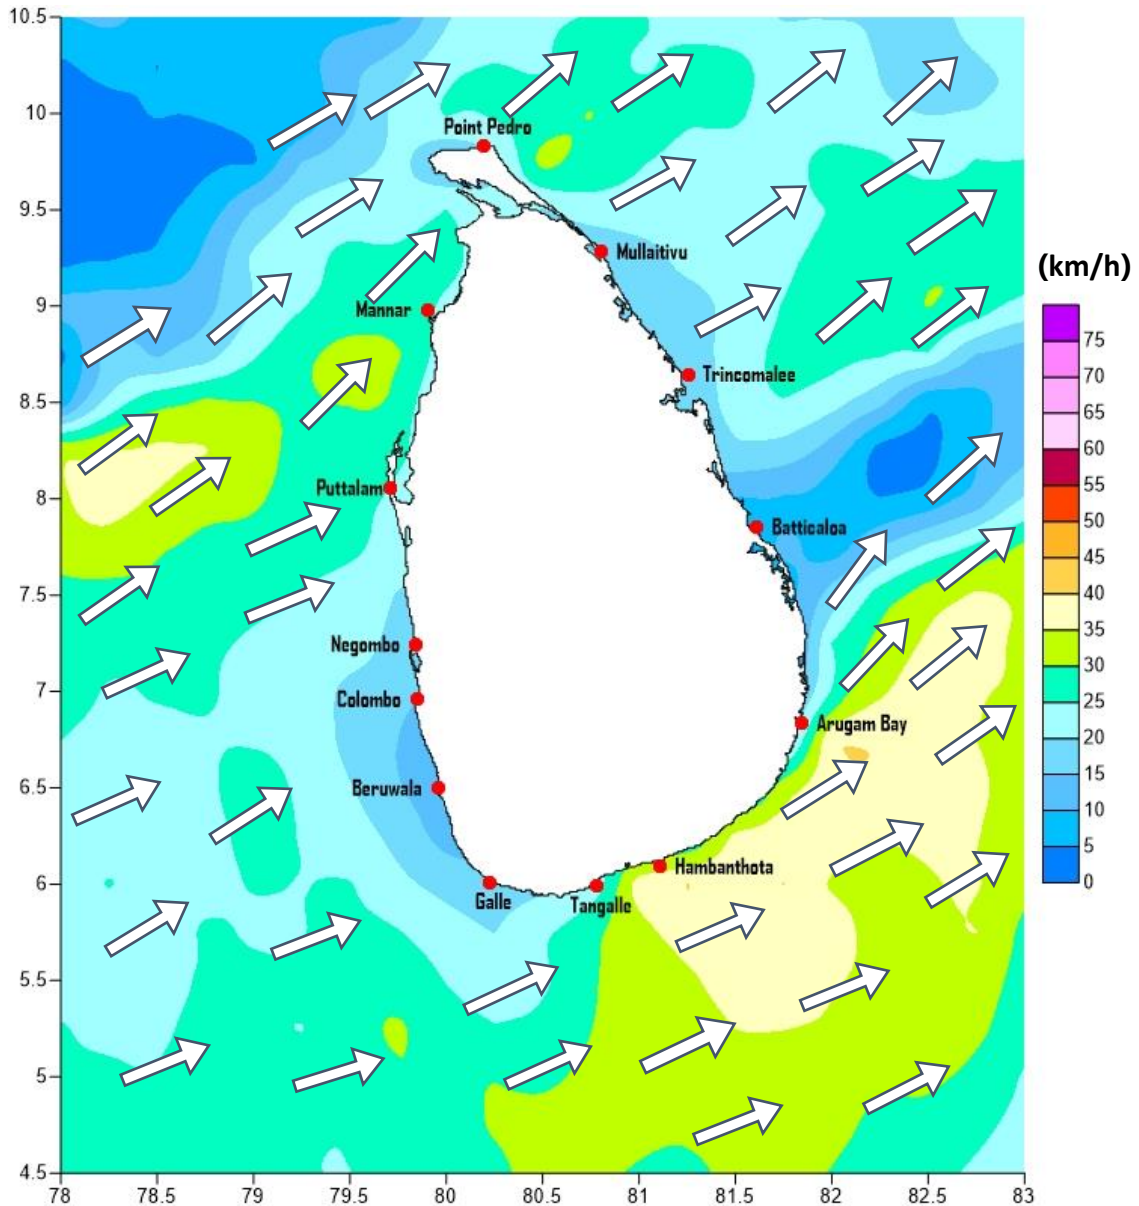 10.5
10
Point Pedro
9.5
Mullaitivu
(km/h)
9
Mannar
75
Trincomalee
70
8.5
65
60
Puttalam
55
8
Batticaloa
50
45
7.5
40
Negombo
35
7
Colombo
30
Arugam Bay
25
20
6.5
Beruwala
15
10
Hambanthota
5
6
Galle
Tangalle
0
5.5
5
4.5
78 78.5 79 79.5 80 80.5 81 81.5 82 82.5 83